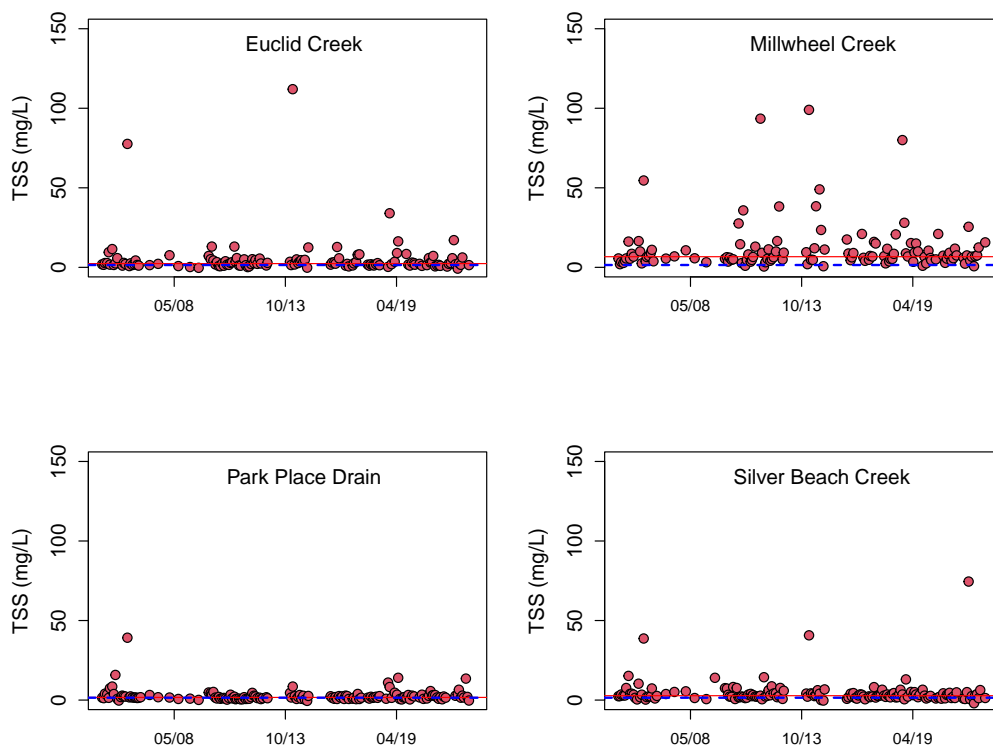 Euclid Creek
TSS (mg/L)
0 50 100 150
05/08 10/13 04/19
Millwheel Creek
TSS (mg/L)
0 50 100 150
05/08 10/13 04/19
Park Place Drain
TSS (mg/L)
0 50 100 150
05/08 10/13 04/19
Silver Beach Creek
TSS (mg/L)
0 50 100 150
05/08 10/13 04/19